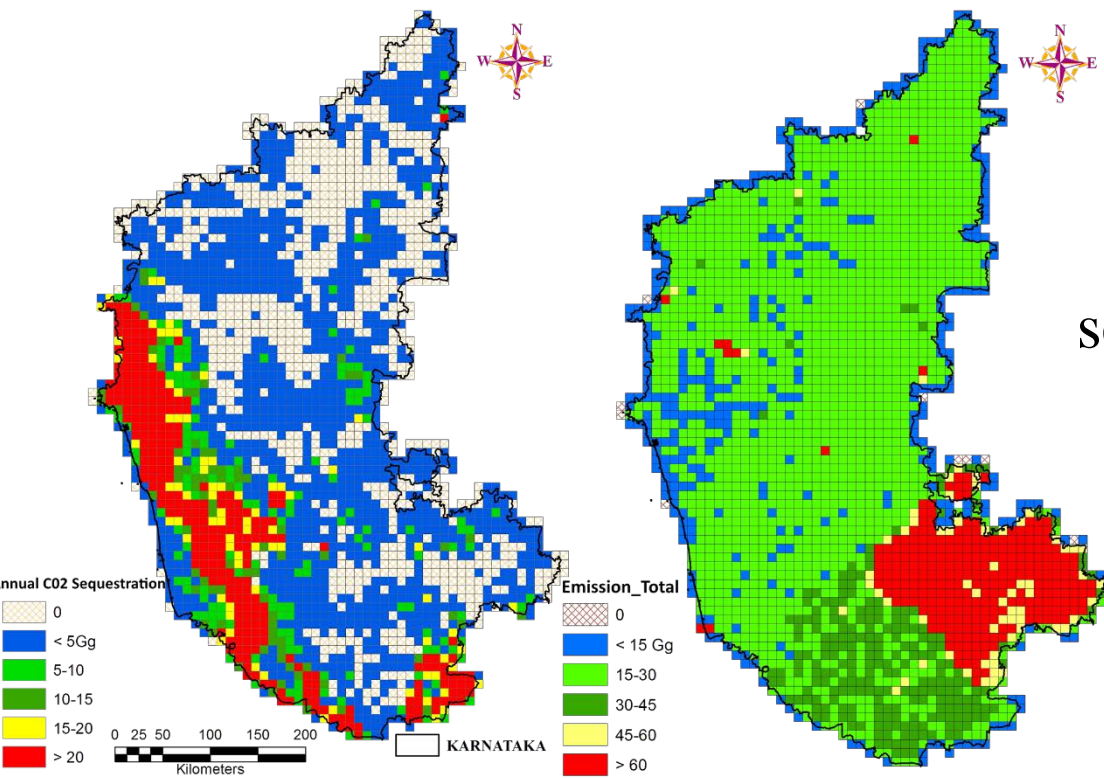 N
W E
S
N
W E
S
nnual C02 Sequestration
0
< 5Gg
5-10
10-15
15-20
> 20
0 25 50 100 150 200
Kilometers
KARNATAKA
Emission_Total
0
< 15 Gg
15-30
30-45
45-60
> 60